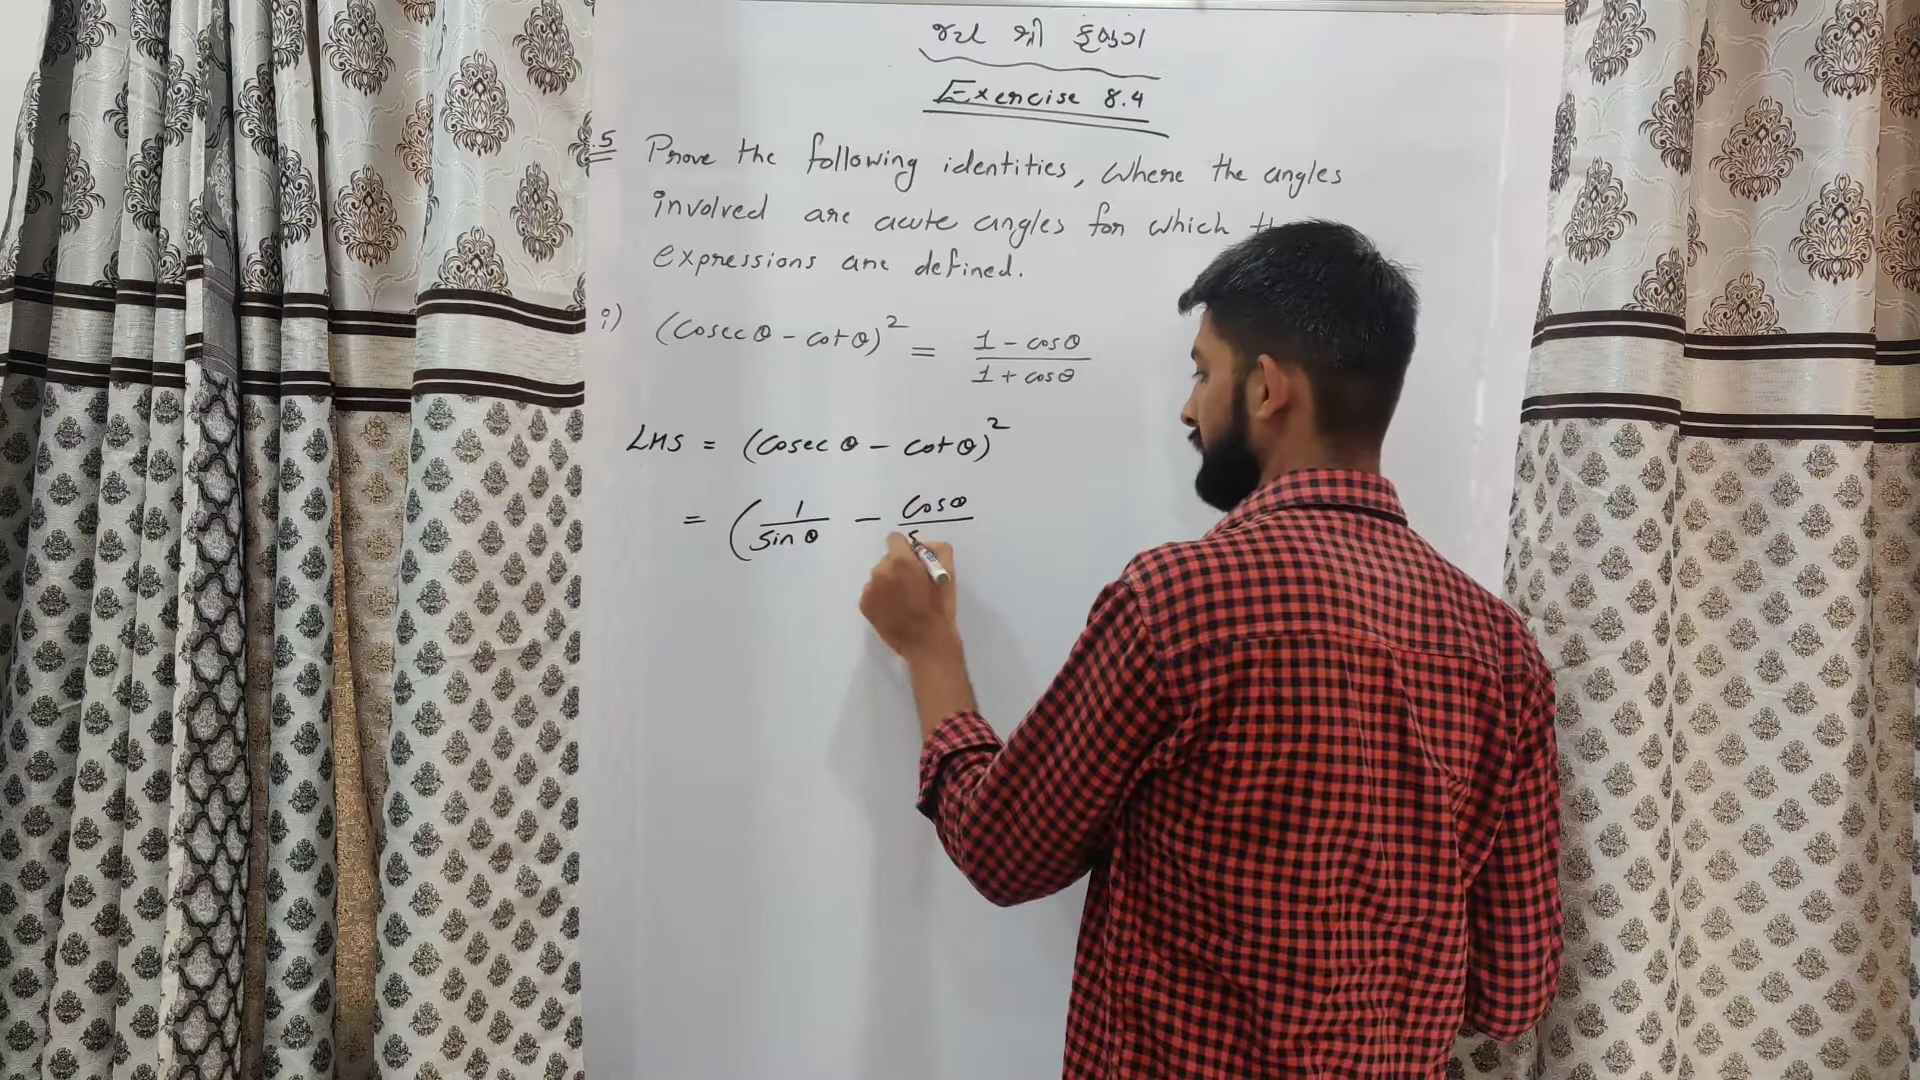 જય શ્રી કૃષ્ણ
Exercise 8.4
.5 Prove the following identities, where the angles
involved are acute angles for which th
expressions are defined.
i) (cosec θ - cot θ)² = (1 - cos θ)/(1 + cos θ)
LHS = (cosec θ - cot θ)²
= (1/sin θ - cos θ/s